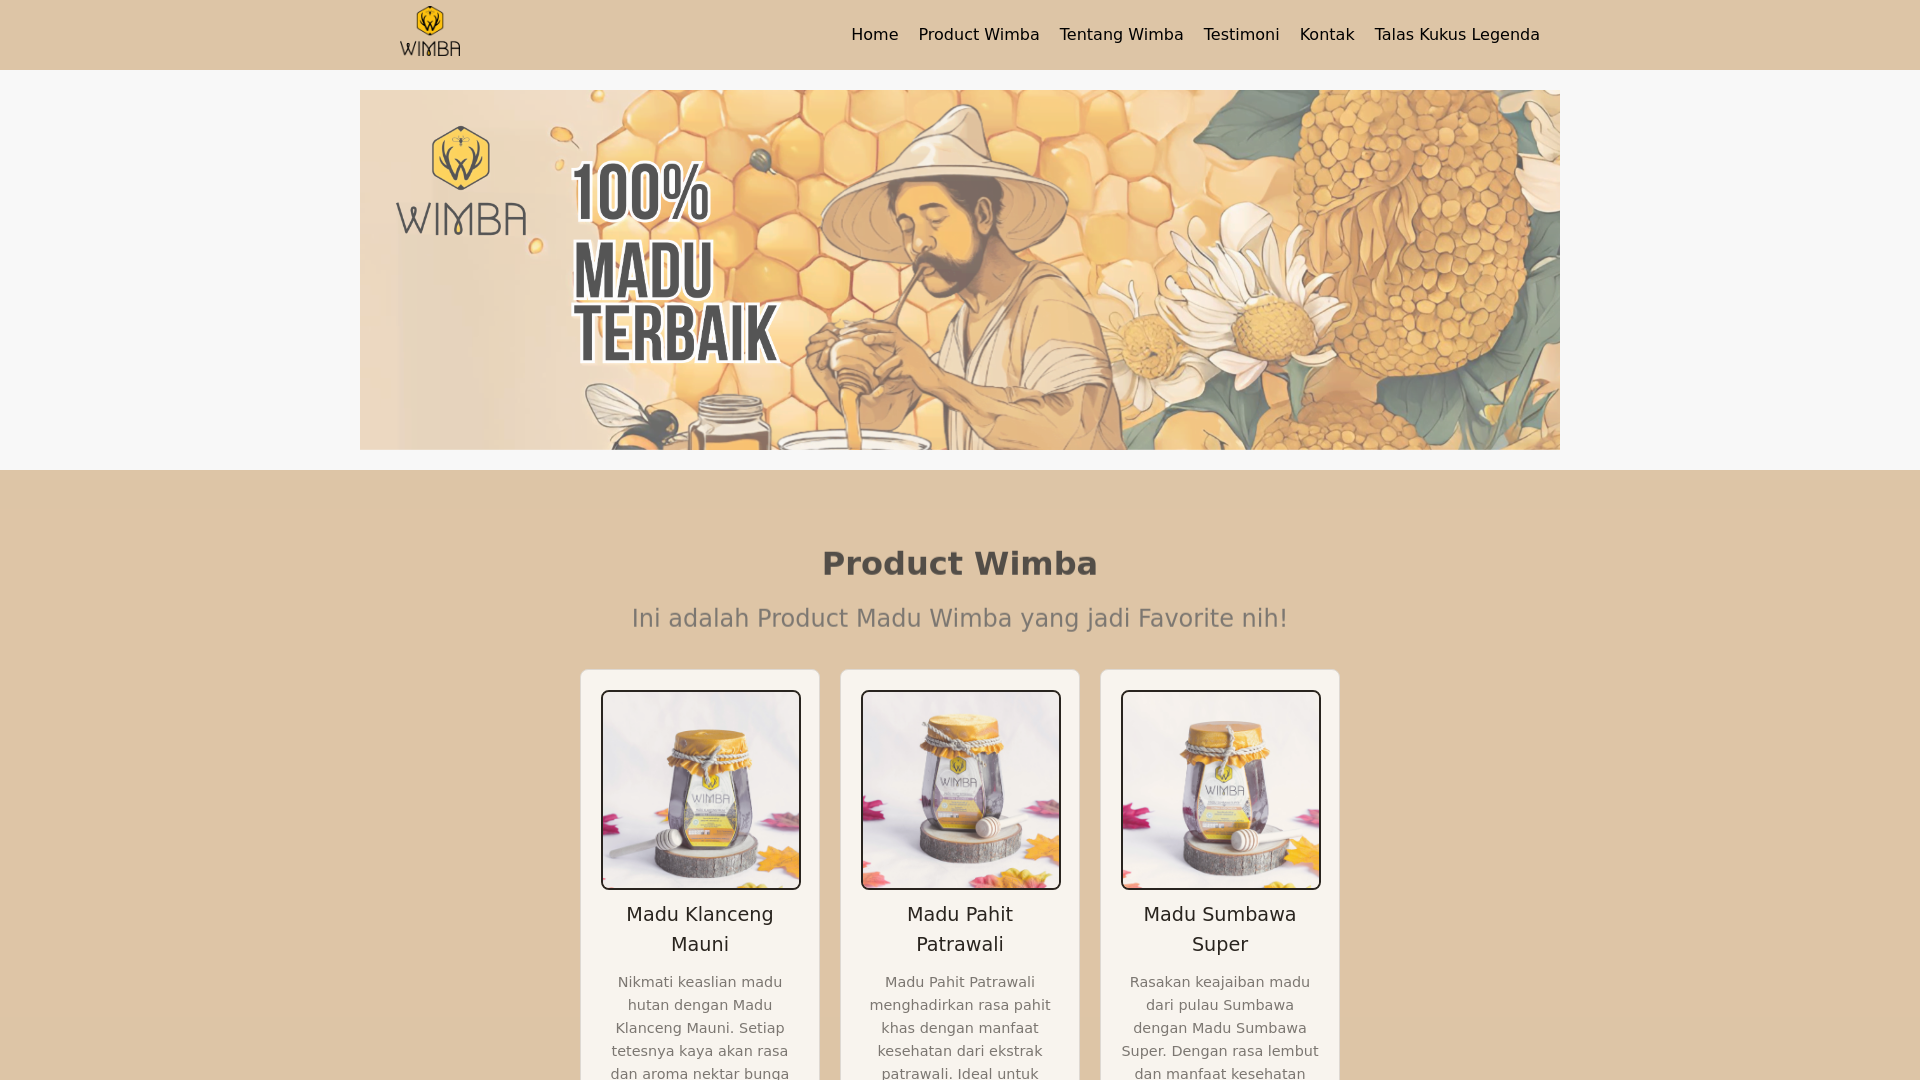 WIMBA
Home
Product Wimba
Tentang Wimba
Testimoni
Kontak
Talas Kukus Legenda
WIMBA
100%
MADU
TERBAIK
Product Wimba
Ini adalah Product Madu Wimba yang jadi Favorite nih!
WIMBA
WIMBA
WIMBA
Madu Klanceng
Mauni
Nikmati keaslian madu
hutan dengan Madu
Klanceng Mauni. Setiap
tetesnya kaya akan rasa
dan aroma nektar bunga
Madu Pahit
Patrawali
Madu Pahit Patrawali
menghadirkan rasa pahit
khas dengan manfaat
kesehatan dari ekstrak
patrawali. Ideal untuk
Madu Sumbawa
Super
Rasakan keajaiban madu
dari pulau Sumbawa
dengan Madu Sumbawa
Super. Dengan rasa lembut
dan manfaat kesehatan